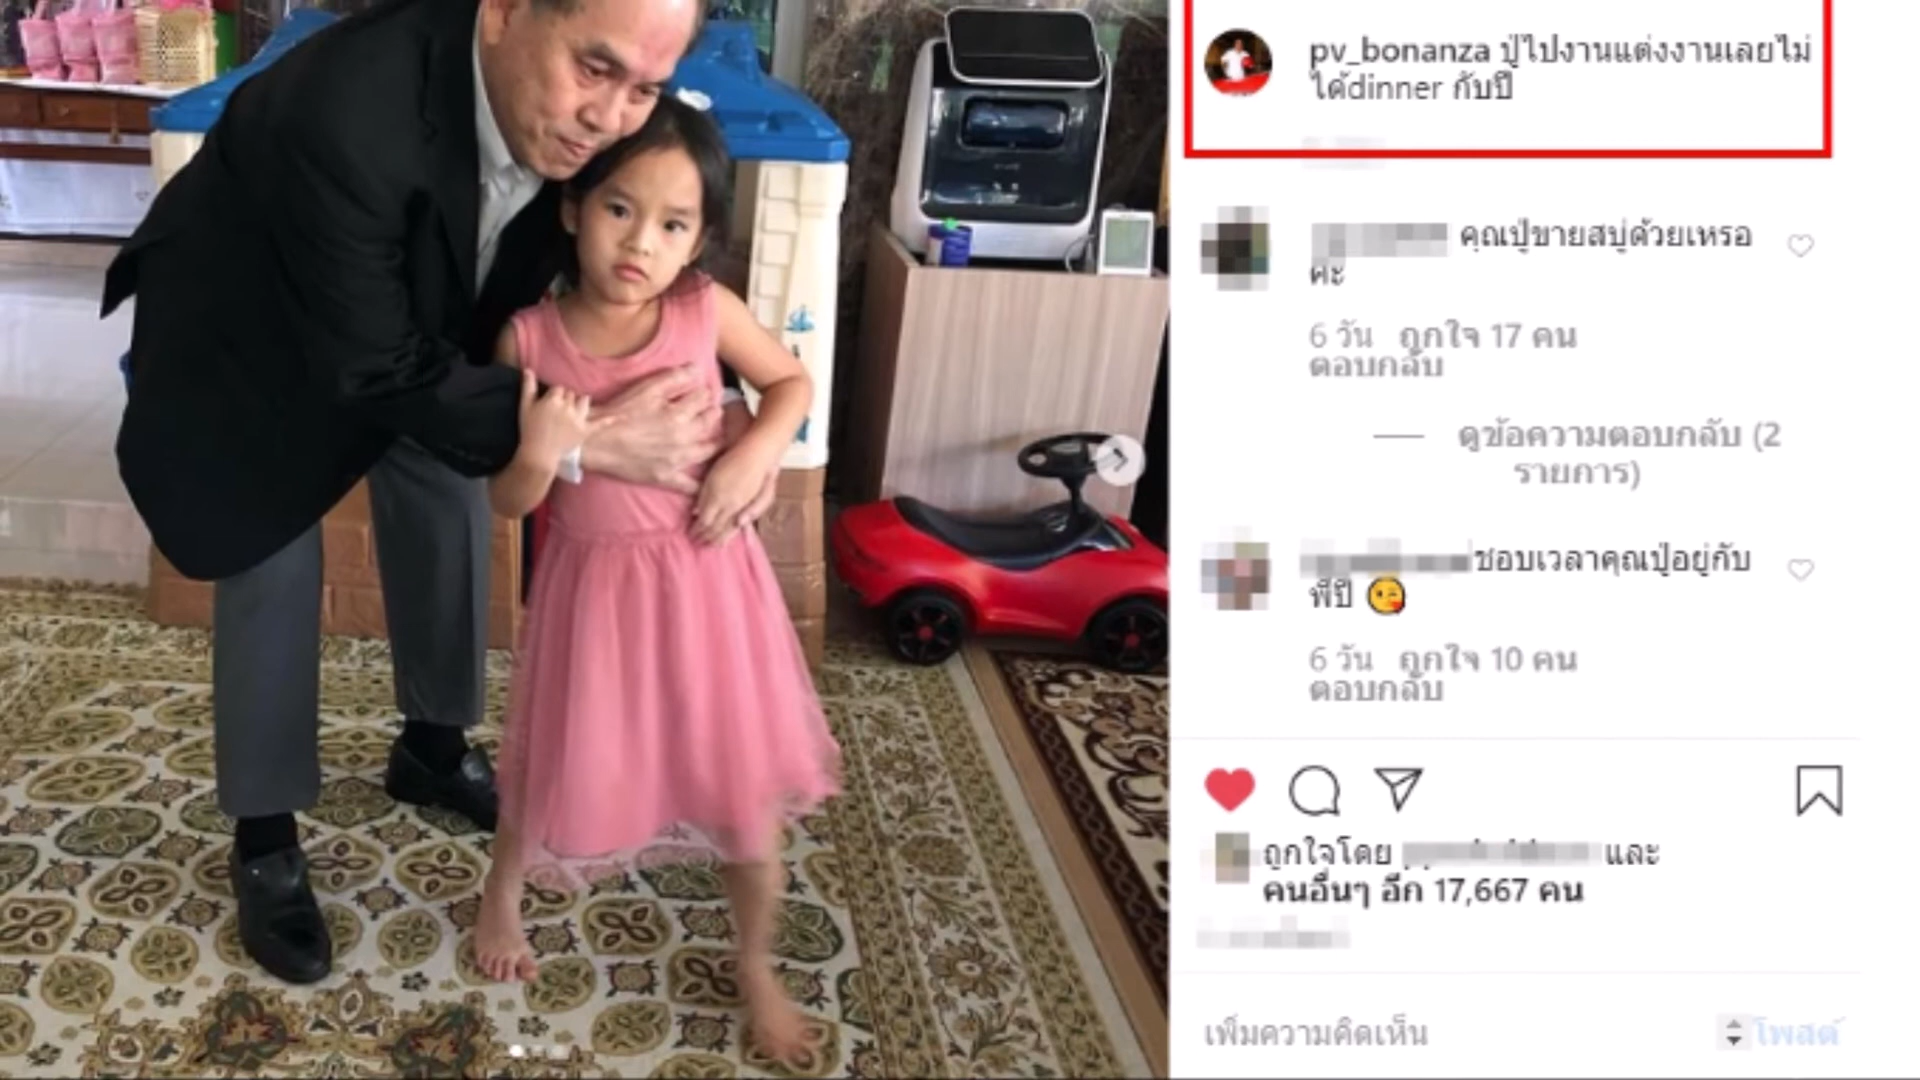 pv_bonanza ปู่ไปงานแต่งงานเลยไม่
ได้dinner กับปี
คุณปู่ขายสบู่ด้วยเหรอ
คะ
6 วัน ถูกใจ 17 คน
ตอบกลับ
ดูข้อความตอบกลับ (2
รายการ)
ชอบเวลาคุณปู่อยู่กับ
พี่ปี
6 วัน ถูกใจ 10 คน
ตอบกลับ
ถูกใจโดย และ
คนอื่นๆ อีก 17,667 คน
เพิ่มความคิดเห็น
โพสต์